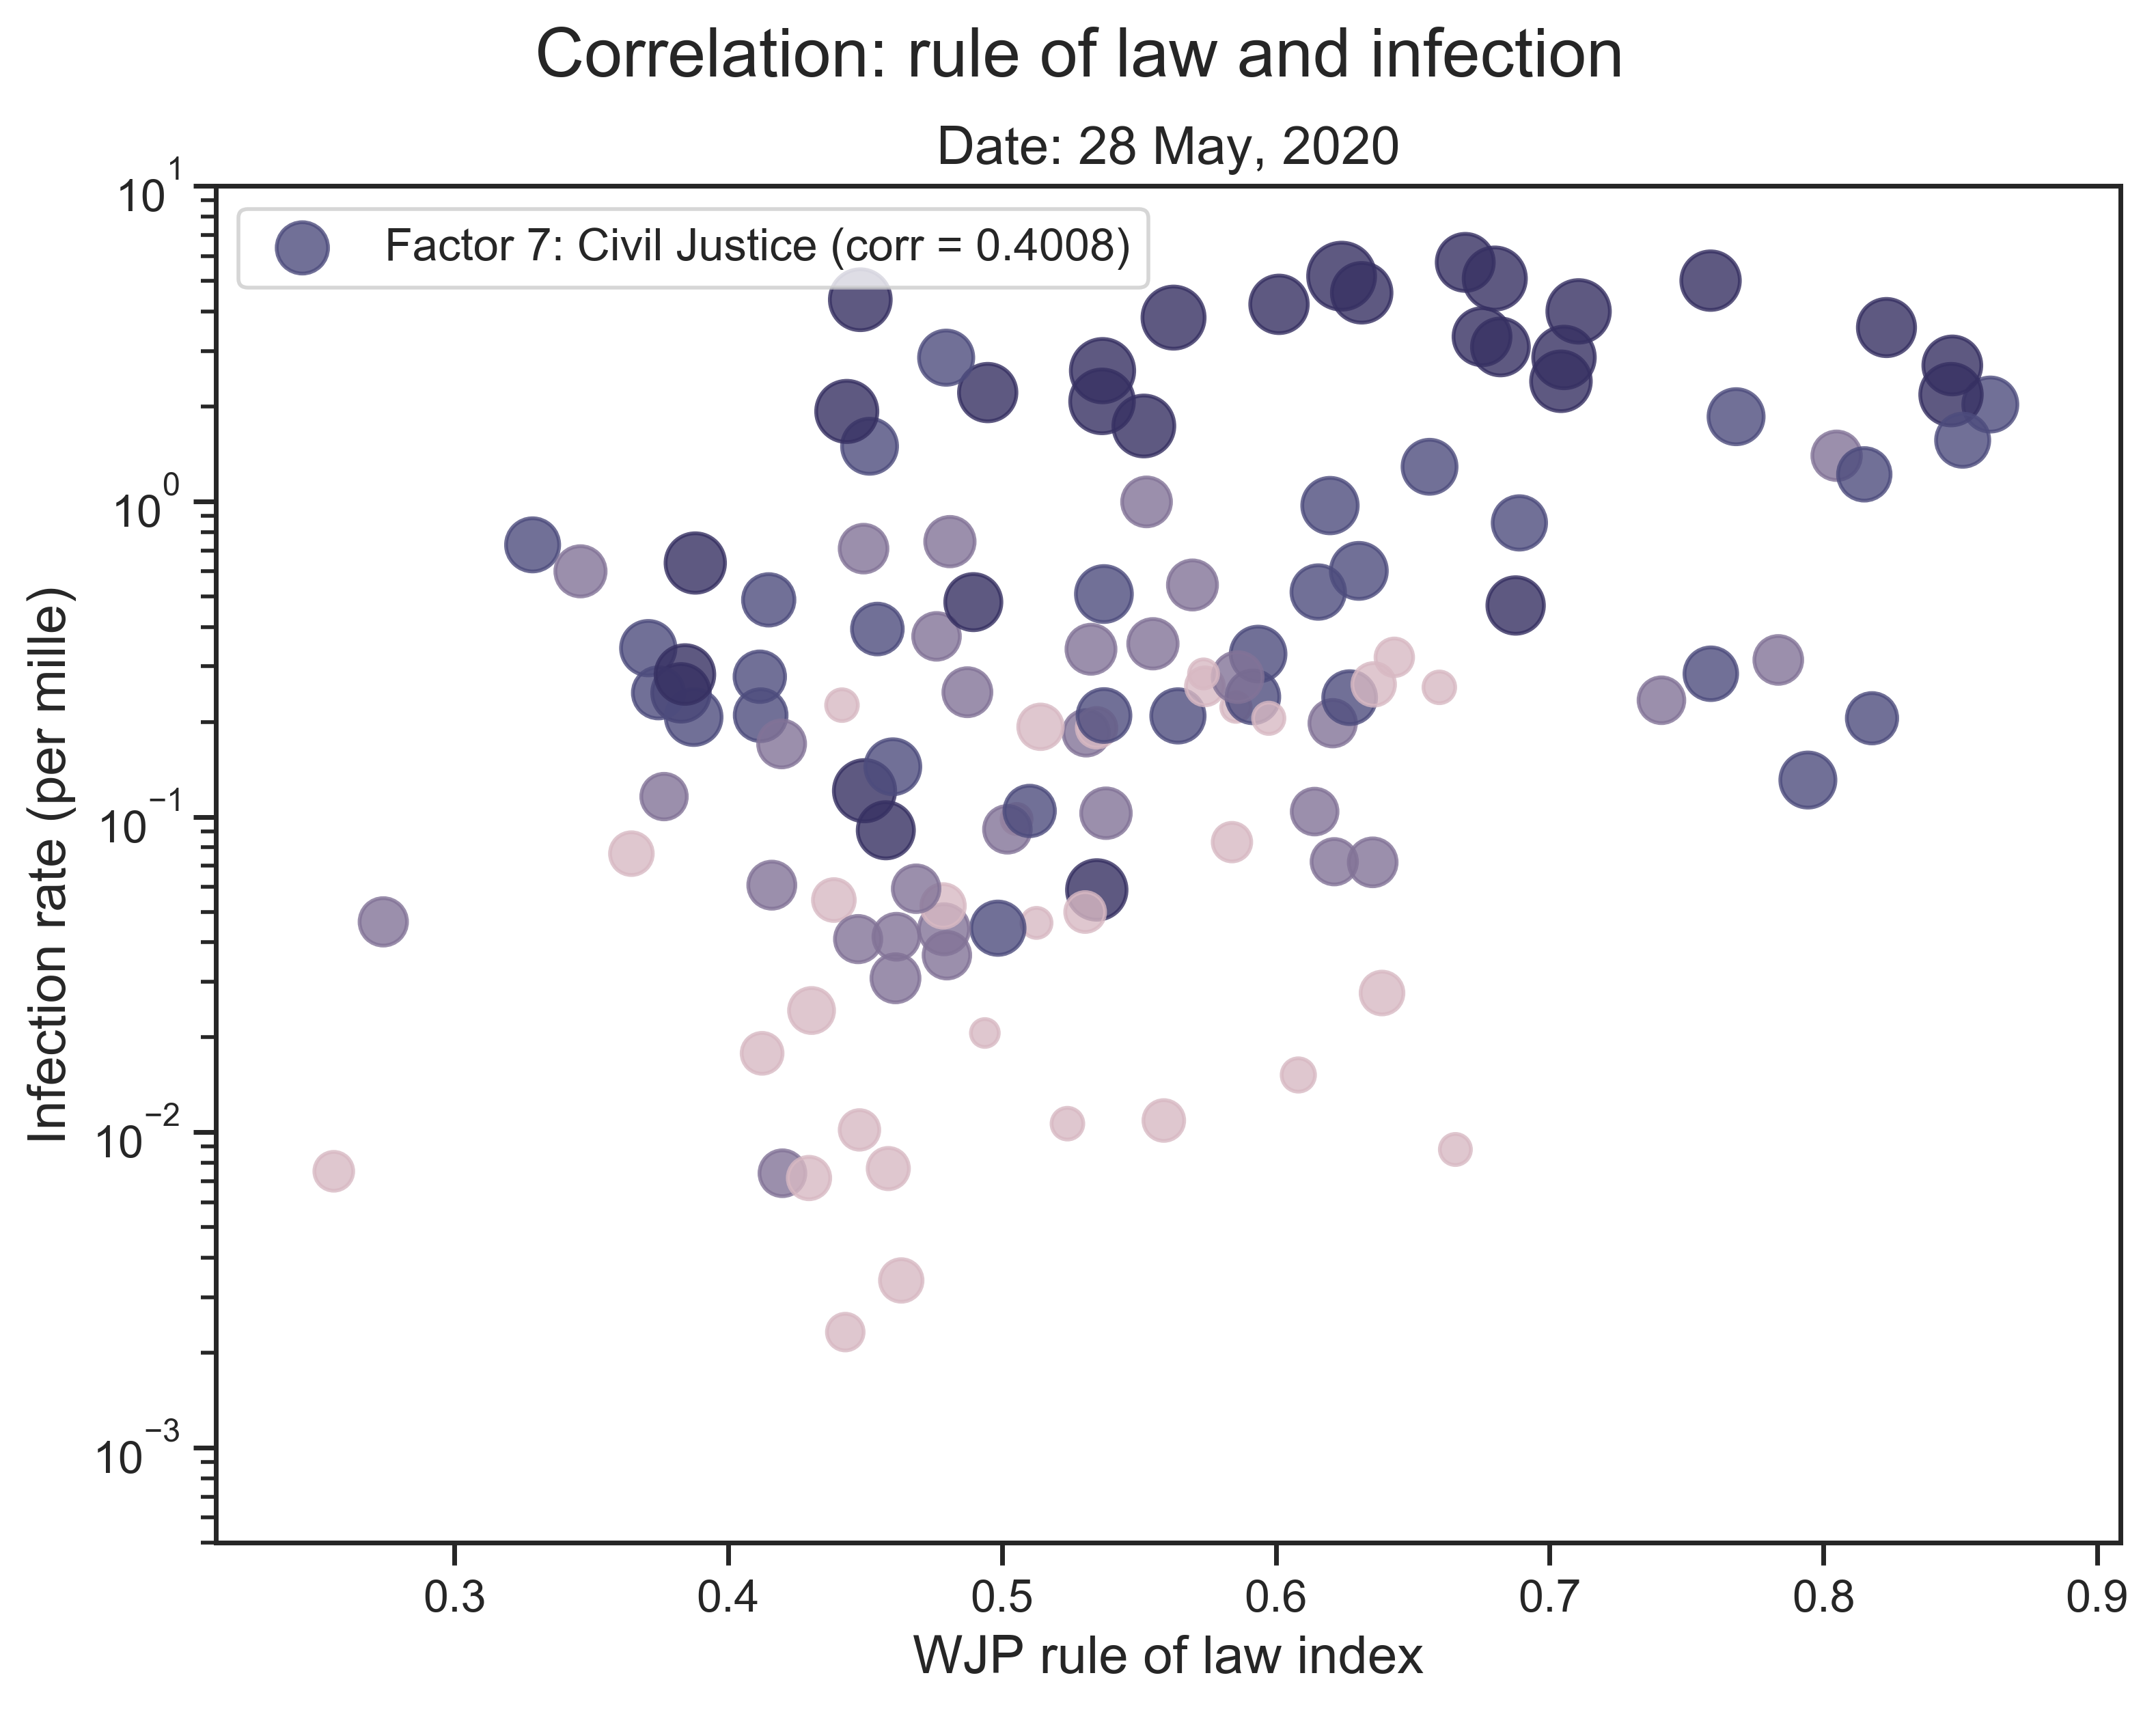 Correlation: rule of law and infection
Date: 28 May, 2020
Factor 7: Civil Justice (corr = 0.4008)
Infection rate (per mille)
10^1
10^0
10^−1
10^−2
10^−3
0.3 0.4 0.5 0.6 0.7 0.8 0.9
WJP rule of law index